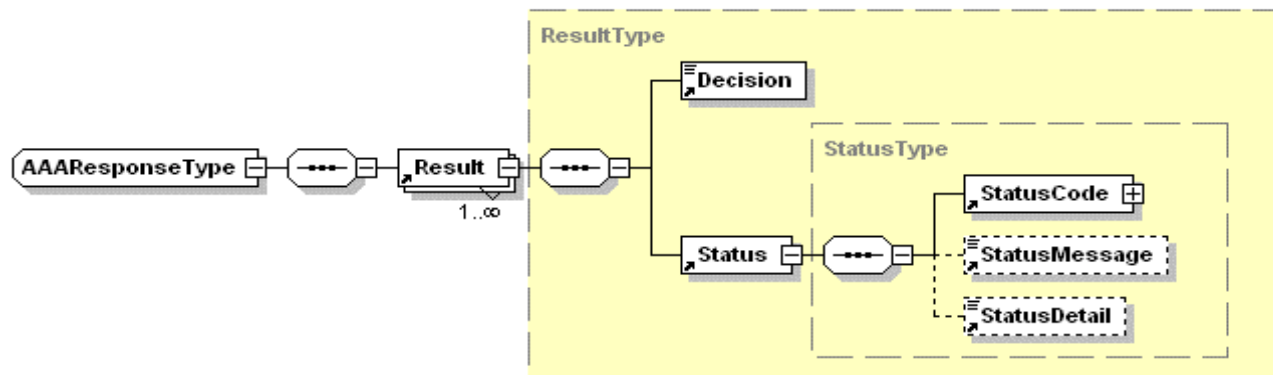 ResultType
Decision
StatusType
AAAResponseType
Result
1..∞
StatusCode
Status
StatusMessage
StatusDetail